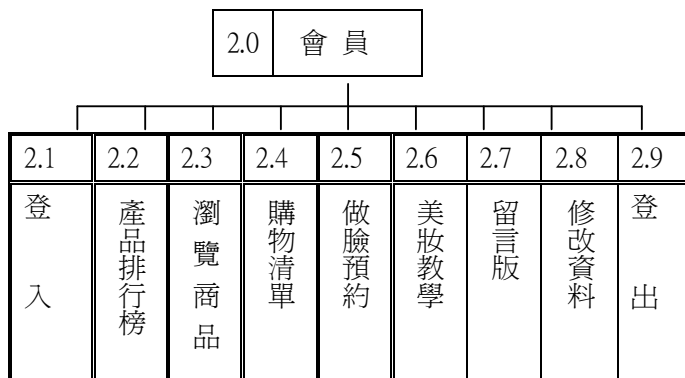 2.0 會員
2.1 2.2 2.3 2.4 2.5 2.6 2.7 2.8 2.9
登入
產品排行榜
瀏覽商品
購物清單
做臉預約
美妝教學
留言版
修改資料
登出